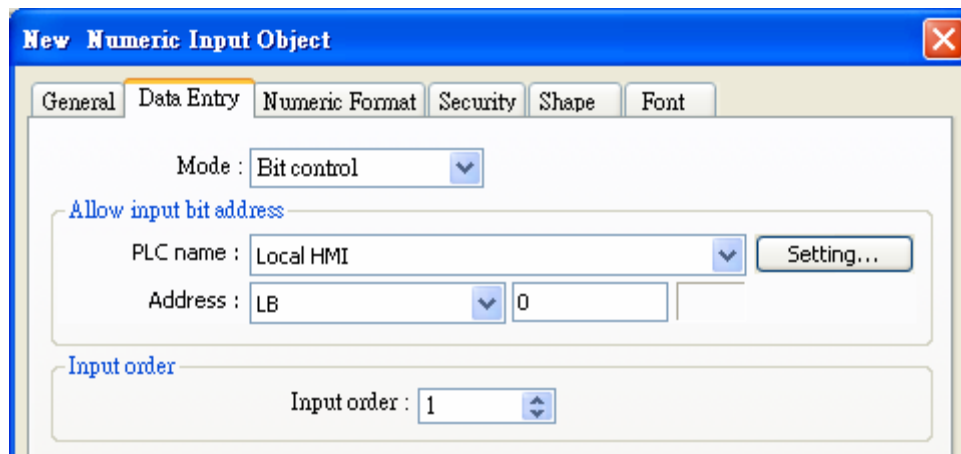 New Numeric Input Object
General Data Entry Numeric Format Security Shape Font
Mode : Bit control
Allow input bit address
PLC name : Local HMI Setting...
Address : LB 0
Input order
Input order : 1